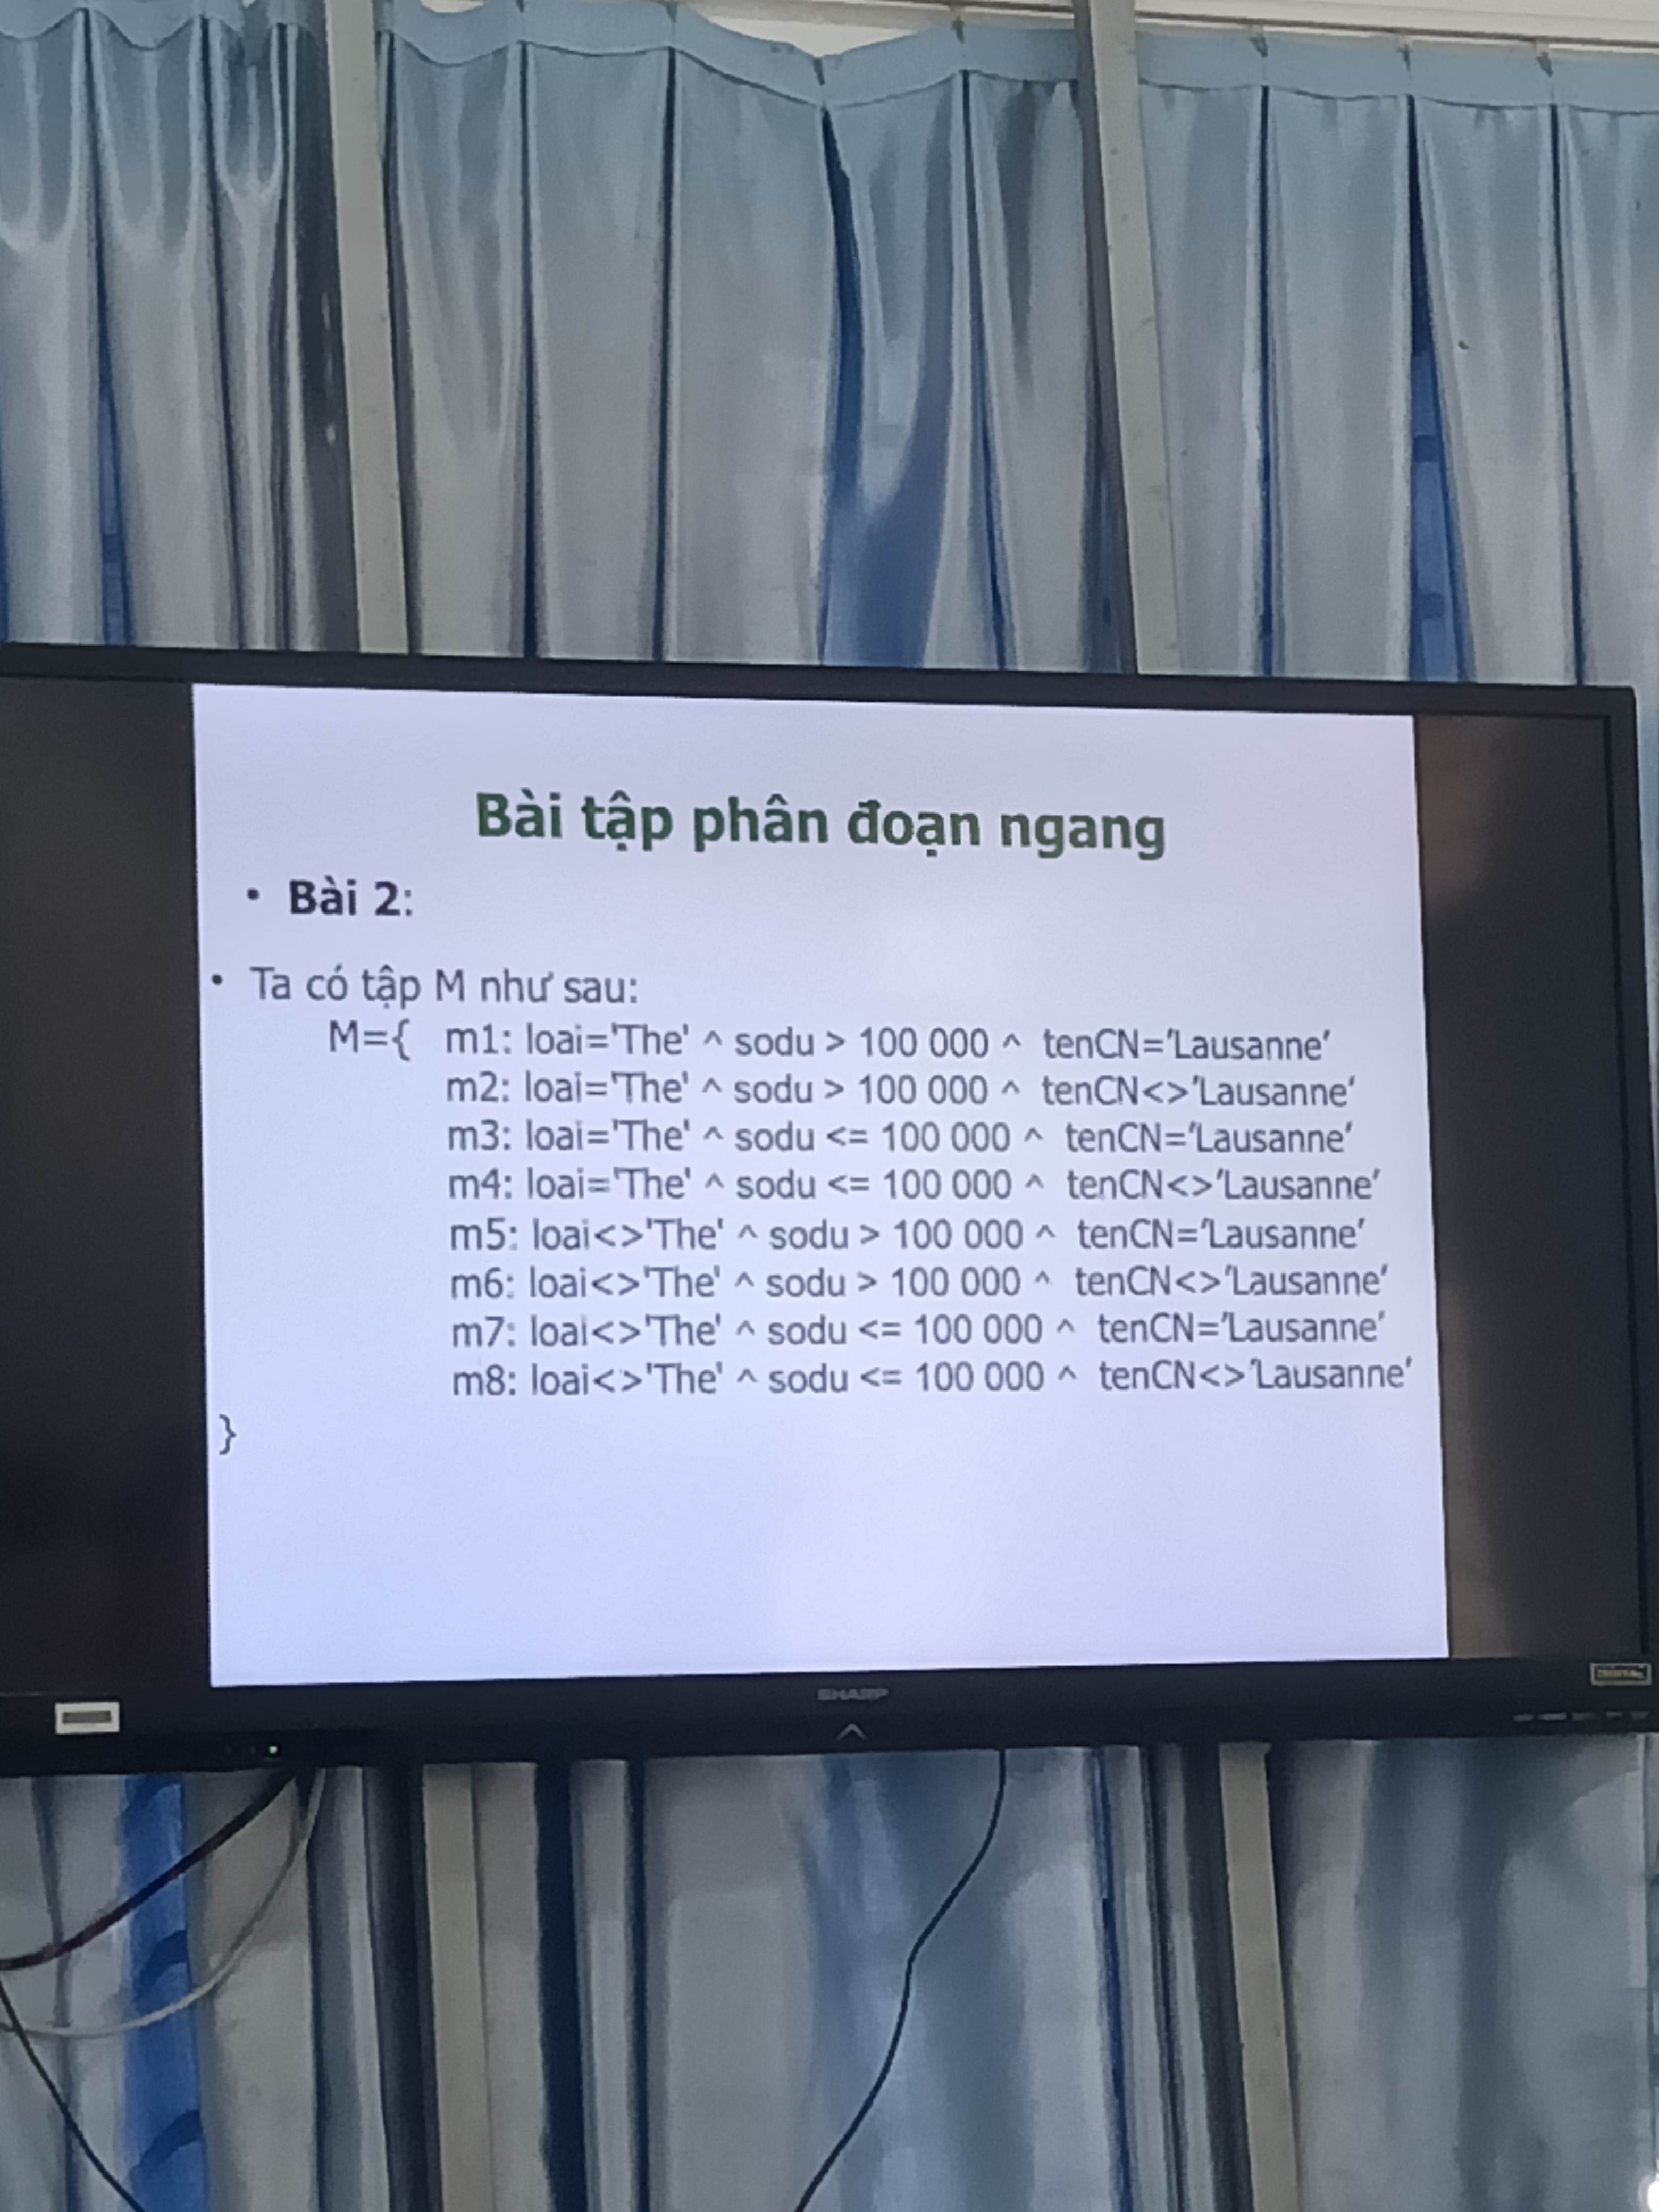 Bài tập phân đoạn ngang
• Bài 2:
• Ta có tập M như sau:
M={ m1: loai='The' ^ sodu > 100 000 ^ tenCN='Lausanne'
m2: loai='The' ^ sodu > 100 000 ^ tenCN<>'Lausanne'
m3: loai='The' ^ sodu <= 100 000 ^ tenCN='Lausanne'
m4: loai='The' ^ sodu <= 100 000 ^ tenCN<>'Lausanne'
m5: loai<>'The' ^ sodu > 100 000 ^ tenCN='Lausanne'
m6: loai<>'The' ^ sodu > 100 000 ^ tenCN<>'Lausanne'
m7: loai<>'The' ^ sodu <= 100 000 ^ tenCN='Lausanne'
m8: loai<>'The' ^ sodu <= 100 000 ^ tenCN<>'Lausanne'
}
SHARP